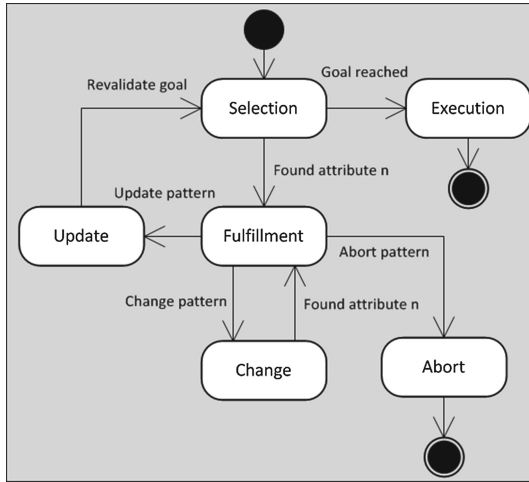 Goal reached
Revalidate goal
Selection
Execution
Found attribute n
Update pattern
Update
Fulfillment
Abort pattern
Change pattern
Found attribute n
Change
Abort